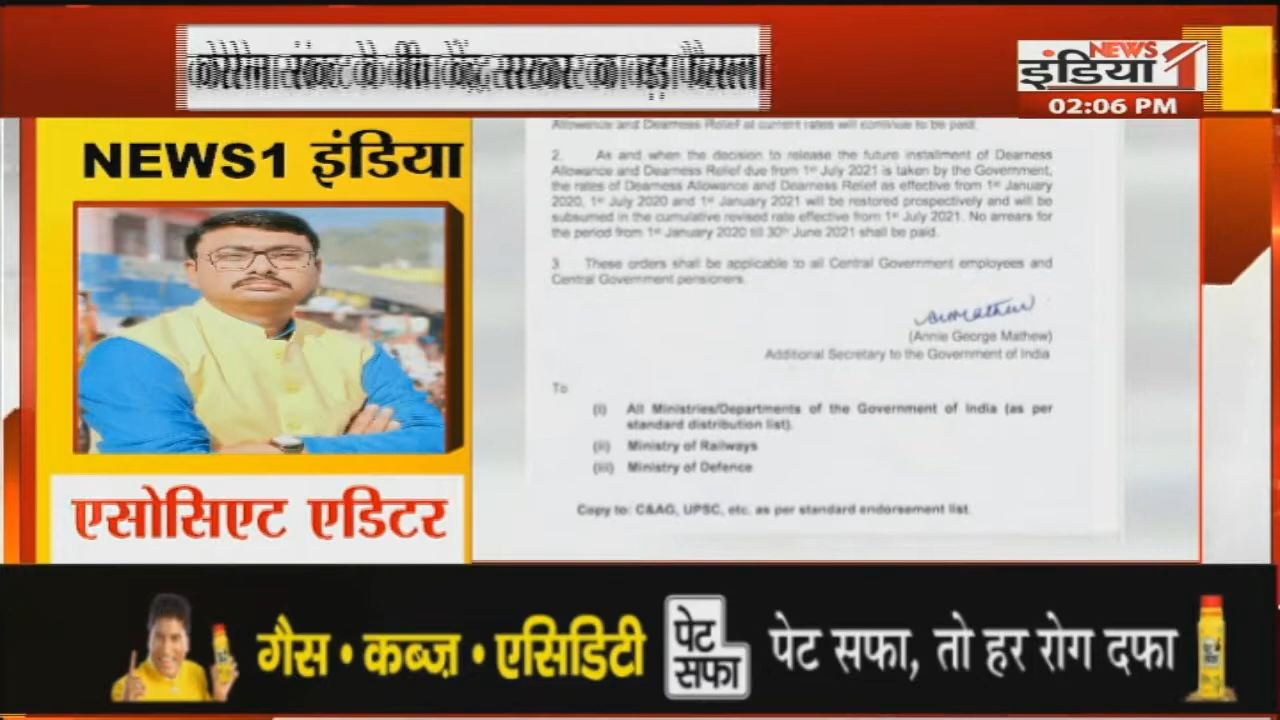 कोरोना संकट के बीच केंद्र सरकार का बड़ा फैसला
NEWS 1
इंडिया
02:06 PM
NEWS1 इंडिया
एसोसिएट एडिटर
Allowance and Dearness Relief at current rates will continue to be paid.
2. As and when the decision to release the future installment of Dearness
Allowance and Dearness Relief due from 1st July 2021 is taken by the Government,
the rates of Dearness Allowance and Dearness Relief as effective from 1st January
2020, 1st July 2020 and 1st January 2021 will be restored prospectively and will be
subsumed in the cumulative revised rate effective from 1st July 2021. No arrears for
the period from 1st January 2020 till 30th June 2021 shall be paid.
3. These orders shall be applicable to all Central Government employees and
Central Government pensioners.
(Annie George Mathew)
Additional Secretary to the Government of India
To
(i) All Ministries/Departments of the Government of India (as per
standard distribution list).
(ii) Ministry of Railways
(iii) Ministry of Defence
Copy to: C&AG, UPSC, etc. as per standard endorsement list.
गैस • कब्ज़ • एसिडिटी
पेट
सफा
पेट सफा, तो हर रोग दफा